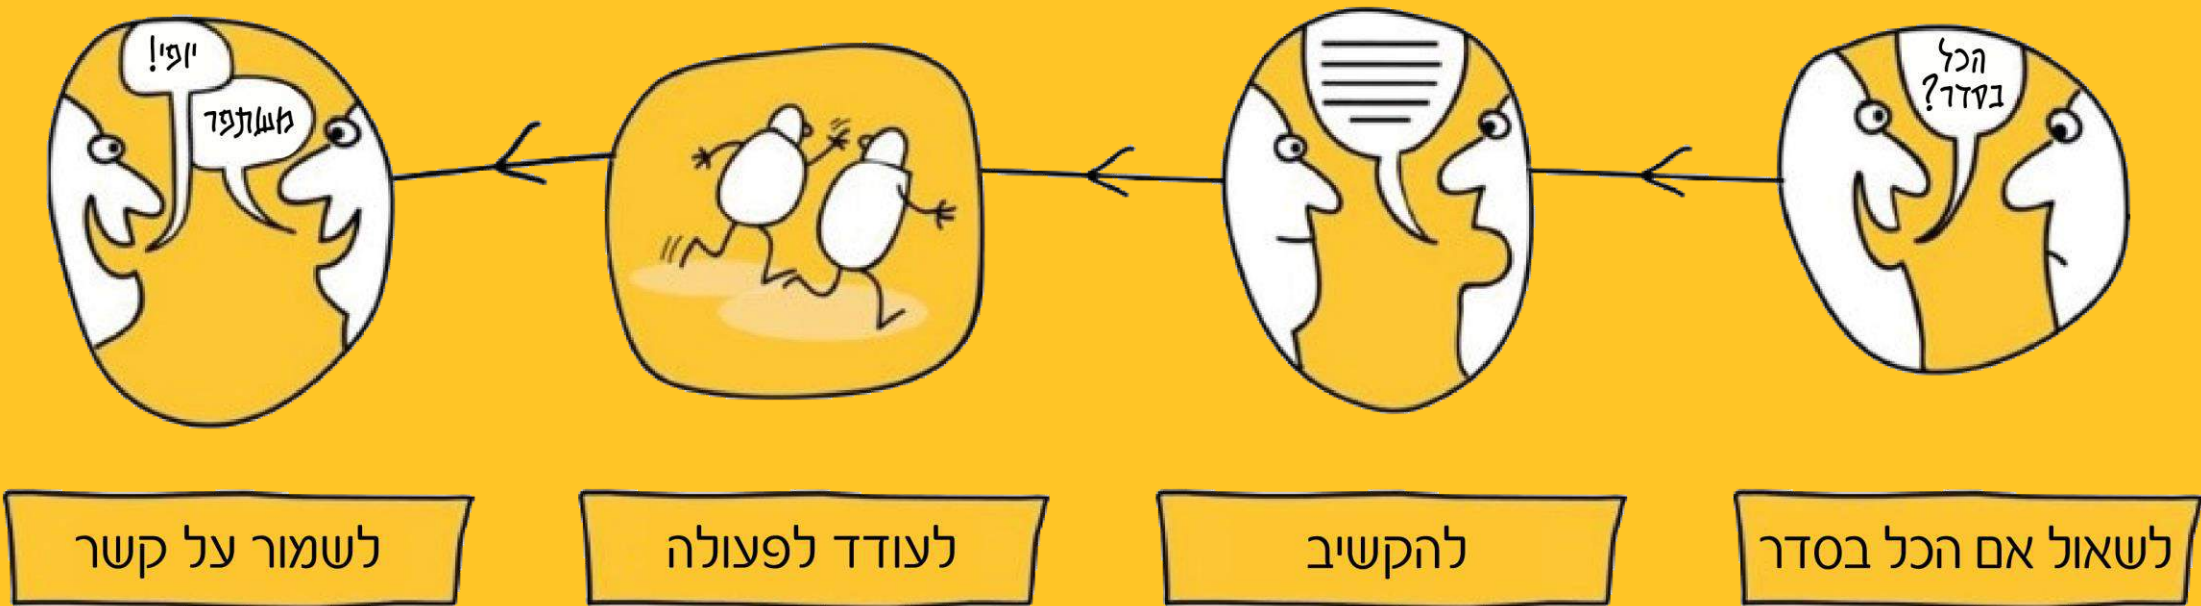 הכל
בסדר?
משתפר
יופי!
לשאול אם הכל בסדר
להקשיב
לעודד לפעולה
לשמור על קשר